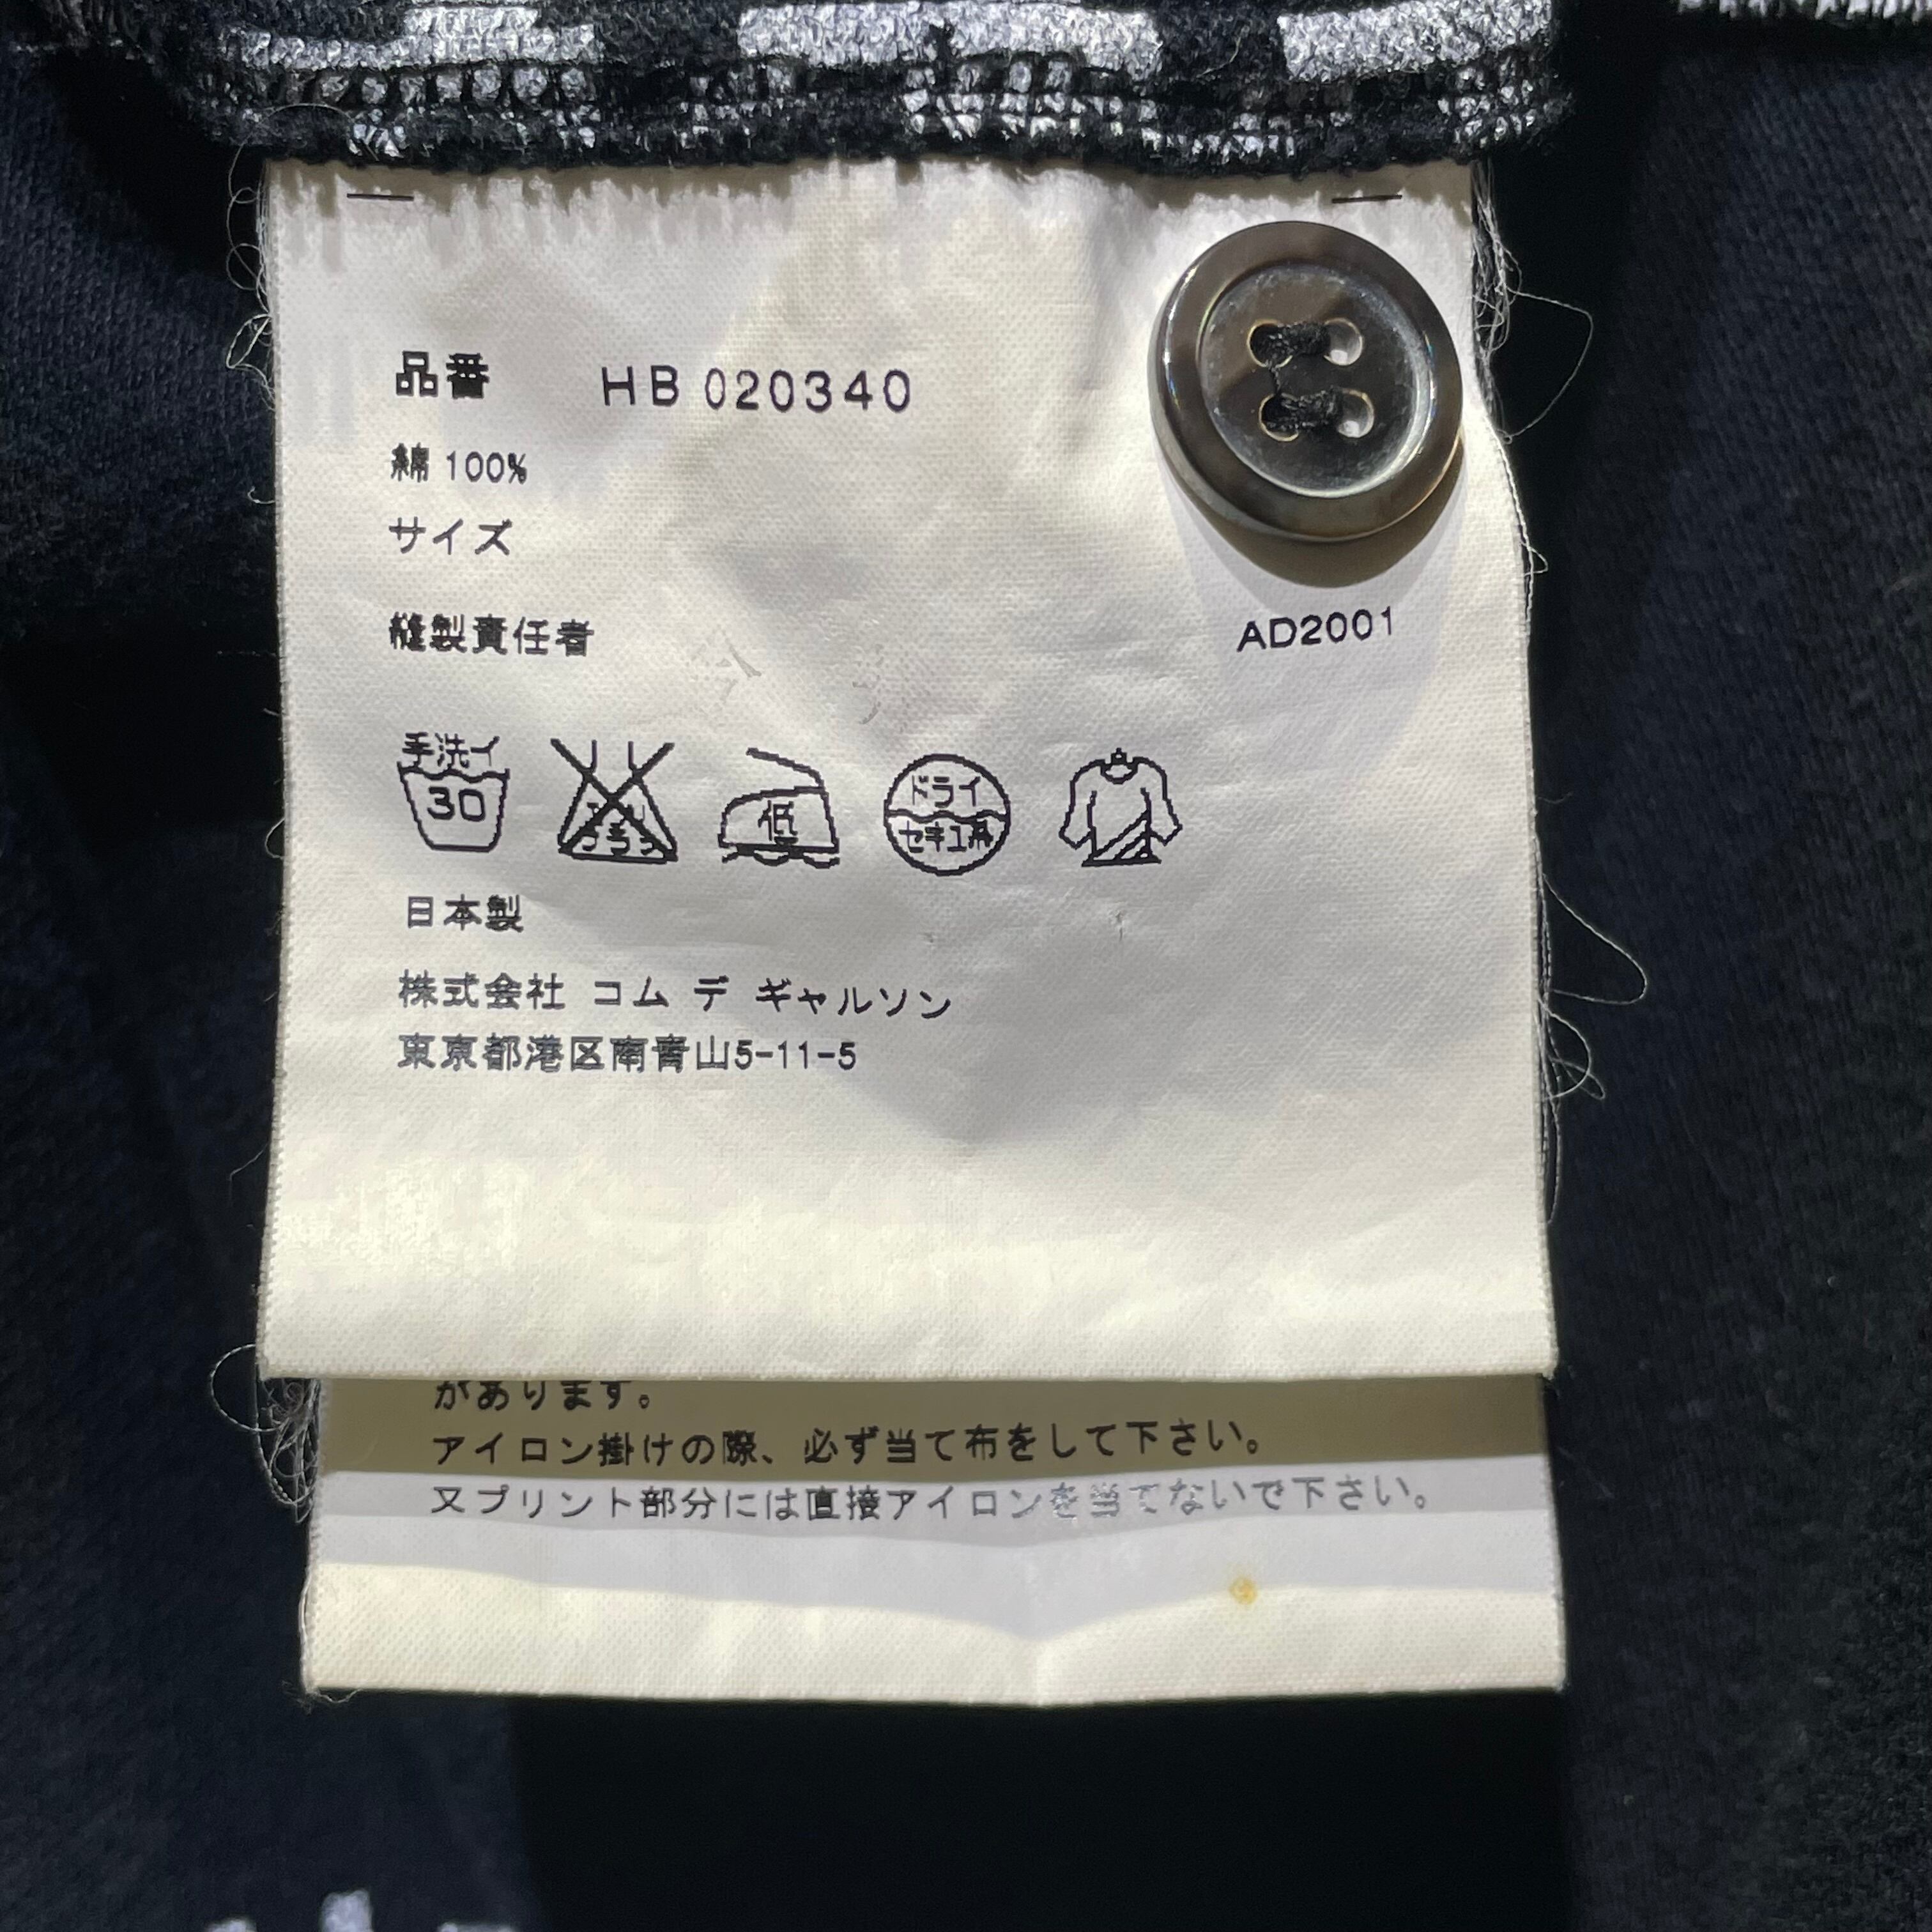 品番 HB 020340
綿 100%
サイズ
縫製責任者
AD2001
手洗イ
30
低
ドライ
セキユ系
日本製
株式会社 コム デ ギャルソン
東京都港区南青山5-11-5
があります。
アイロン掛けの際、必ず当て布をして下さい。
又プリント部分には直接アイロンを当てないで下さい。